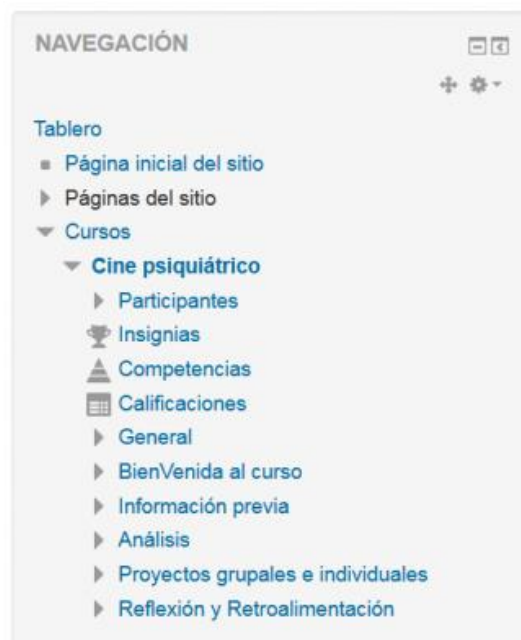 NAVEGACIÓN
Tablero
Página inicial del sitio
Páginas del sitio
Cursos
Cine psiquiátrico
Participantes
Insignias
Competencias
Calificaciones
General
BienVenida al curso
Información previa
Análisis
Proyectos grupales e individuales
Reflexión y Retroalimentación